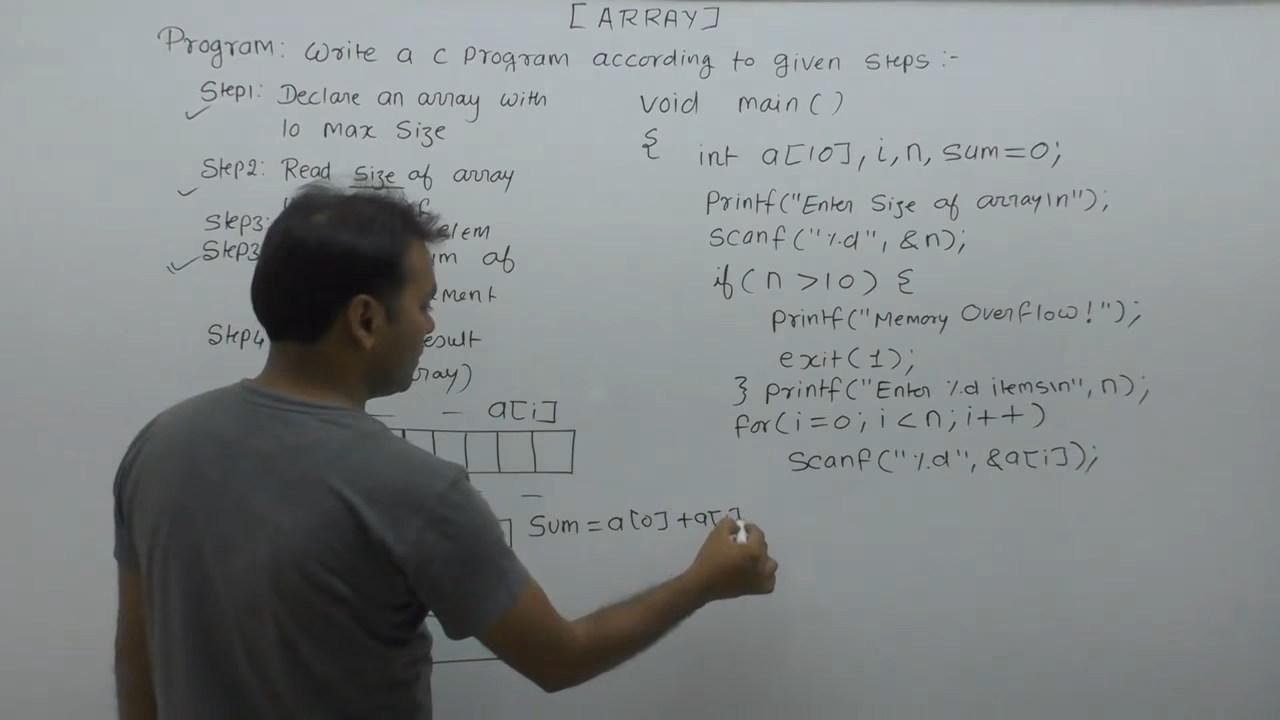 [ARRAY]
Program: Write a C program according to given steps :-
Step1: Declare an array with
10 max size
Step2: Read size of array
Step3:
elem
Step3
of
Step4
a[i]
Sum = a[0] + a[
void main()
{
int a[10], i, n, sum=0;
Printf("Enter Size of array\n");
Scanf("%d", &n);
if(n >10) {
Printf("Memory Overflow!");
exit(1);
} printf("Enter %d items\n", n);
for(i=0; i<n; i++)
Scanf("%d", &a[i]);